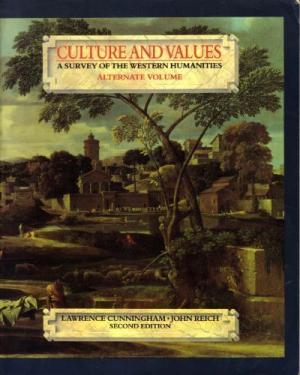 CULTURE AND VALUES
A SURVEY OF THE WESTERN HUMANITIES
ALTERNATE VOLUME
LAWRENCE CUNNINGHAM • JOHN REICH
SECOND EDITION